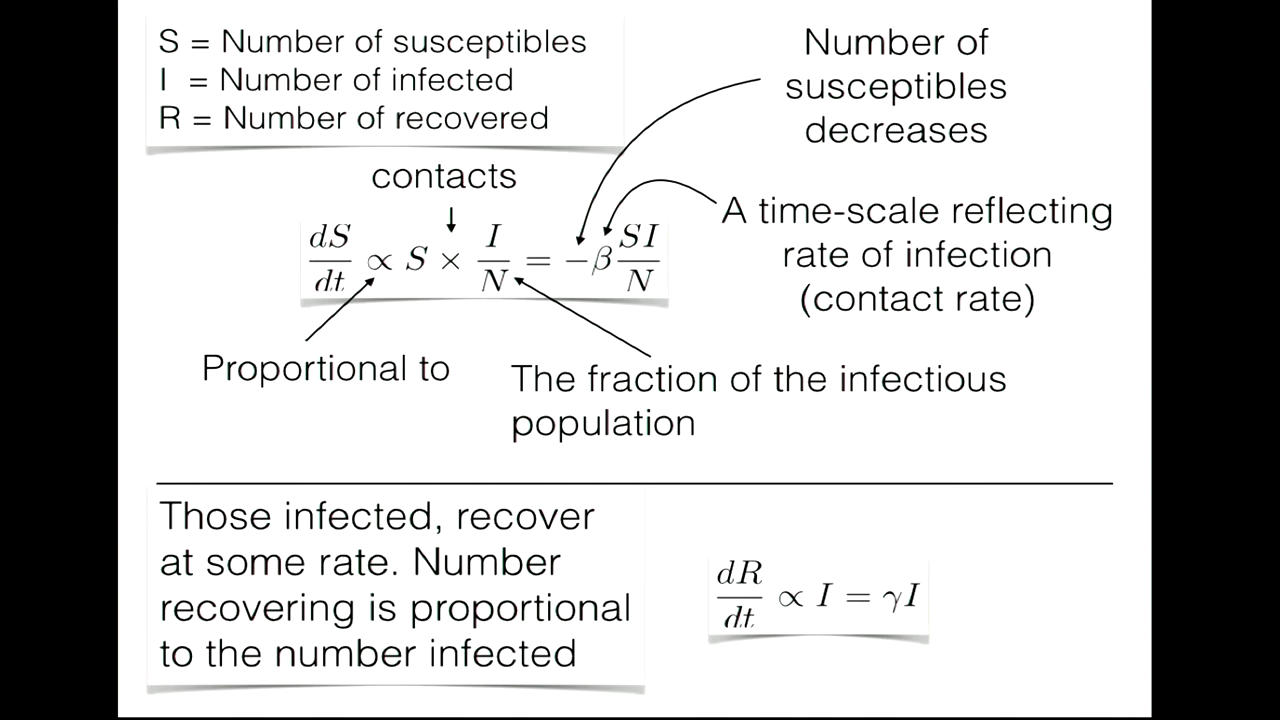 S = Number of susceptibles
I = Number of infected
R = Number of recovered
Number of
susceptibles
decreases
contacts
dS/dt ∝ S × I/N = −β SI/N
A time-scale reflecting
rate of infection
(contact rate)
Proportional to
The fraction of the infectious
population
Those infected, recover
at some rate. Number
recovering is proportional
to the number infected
dR/dt ∝ I = γI